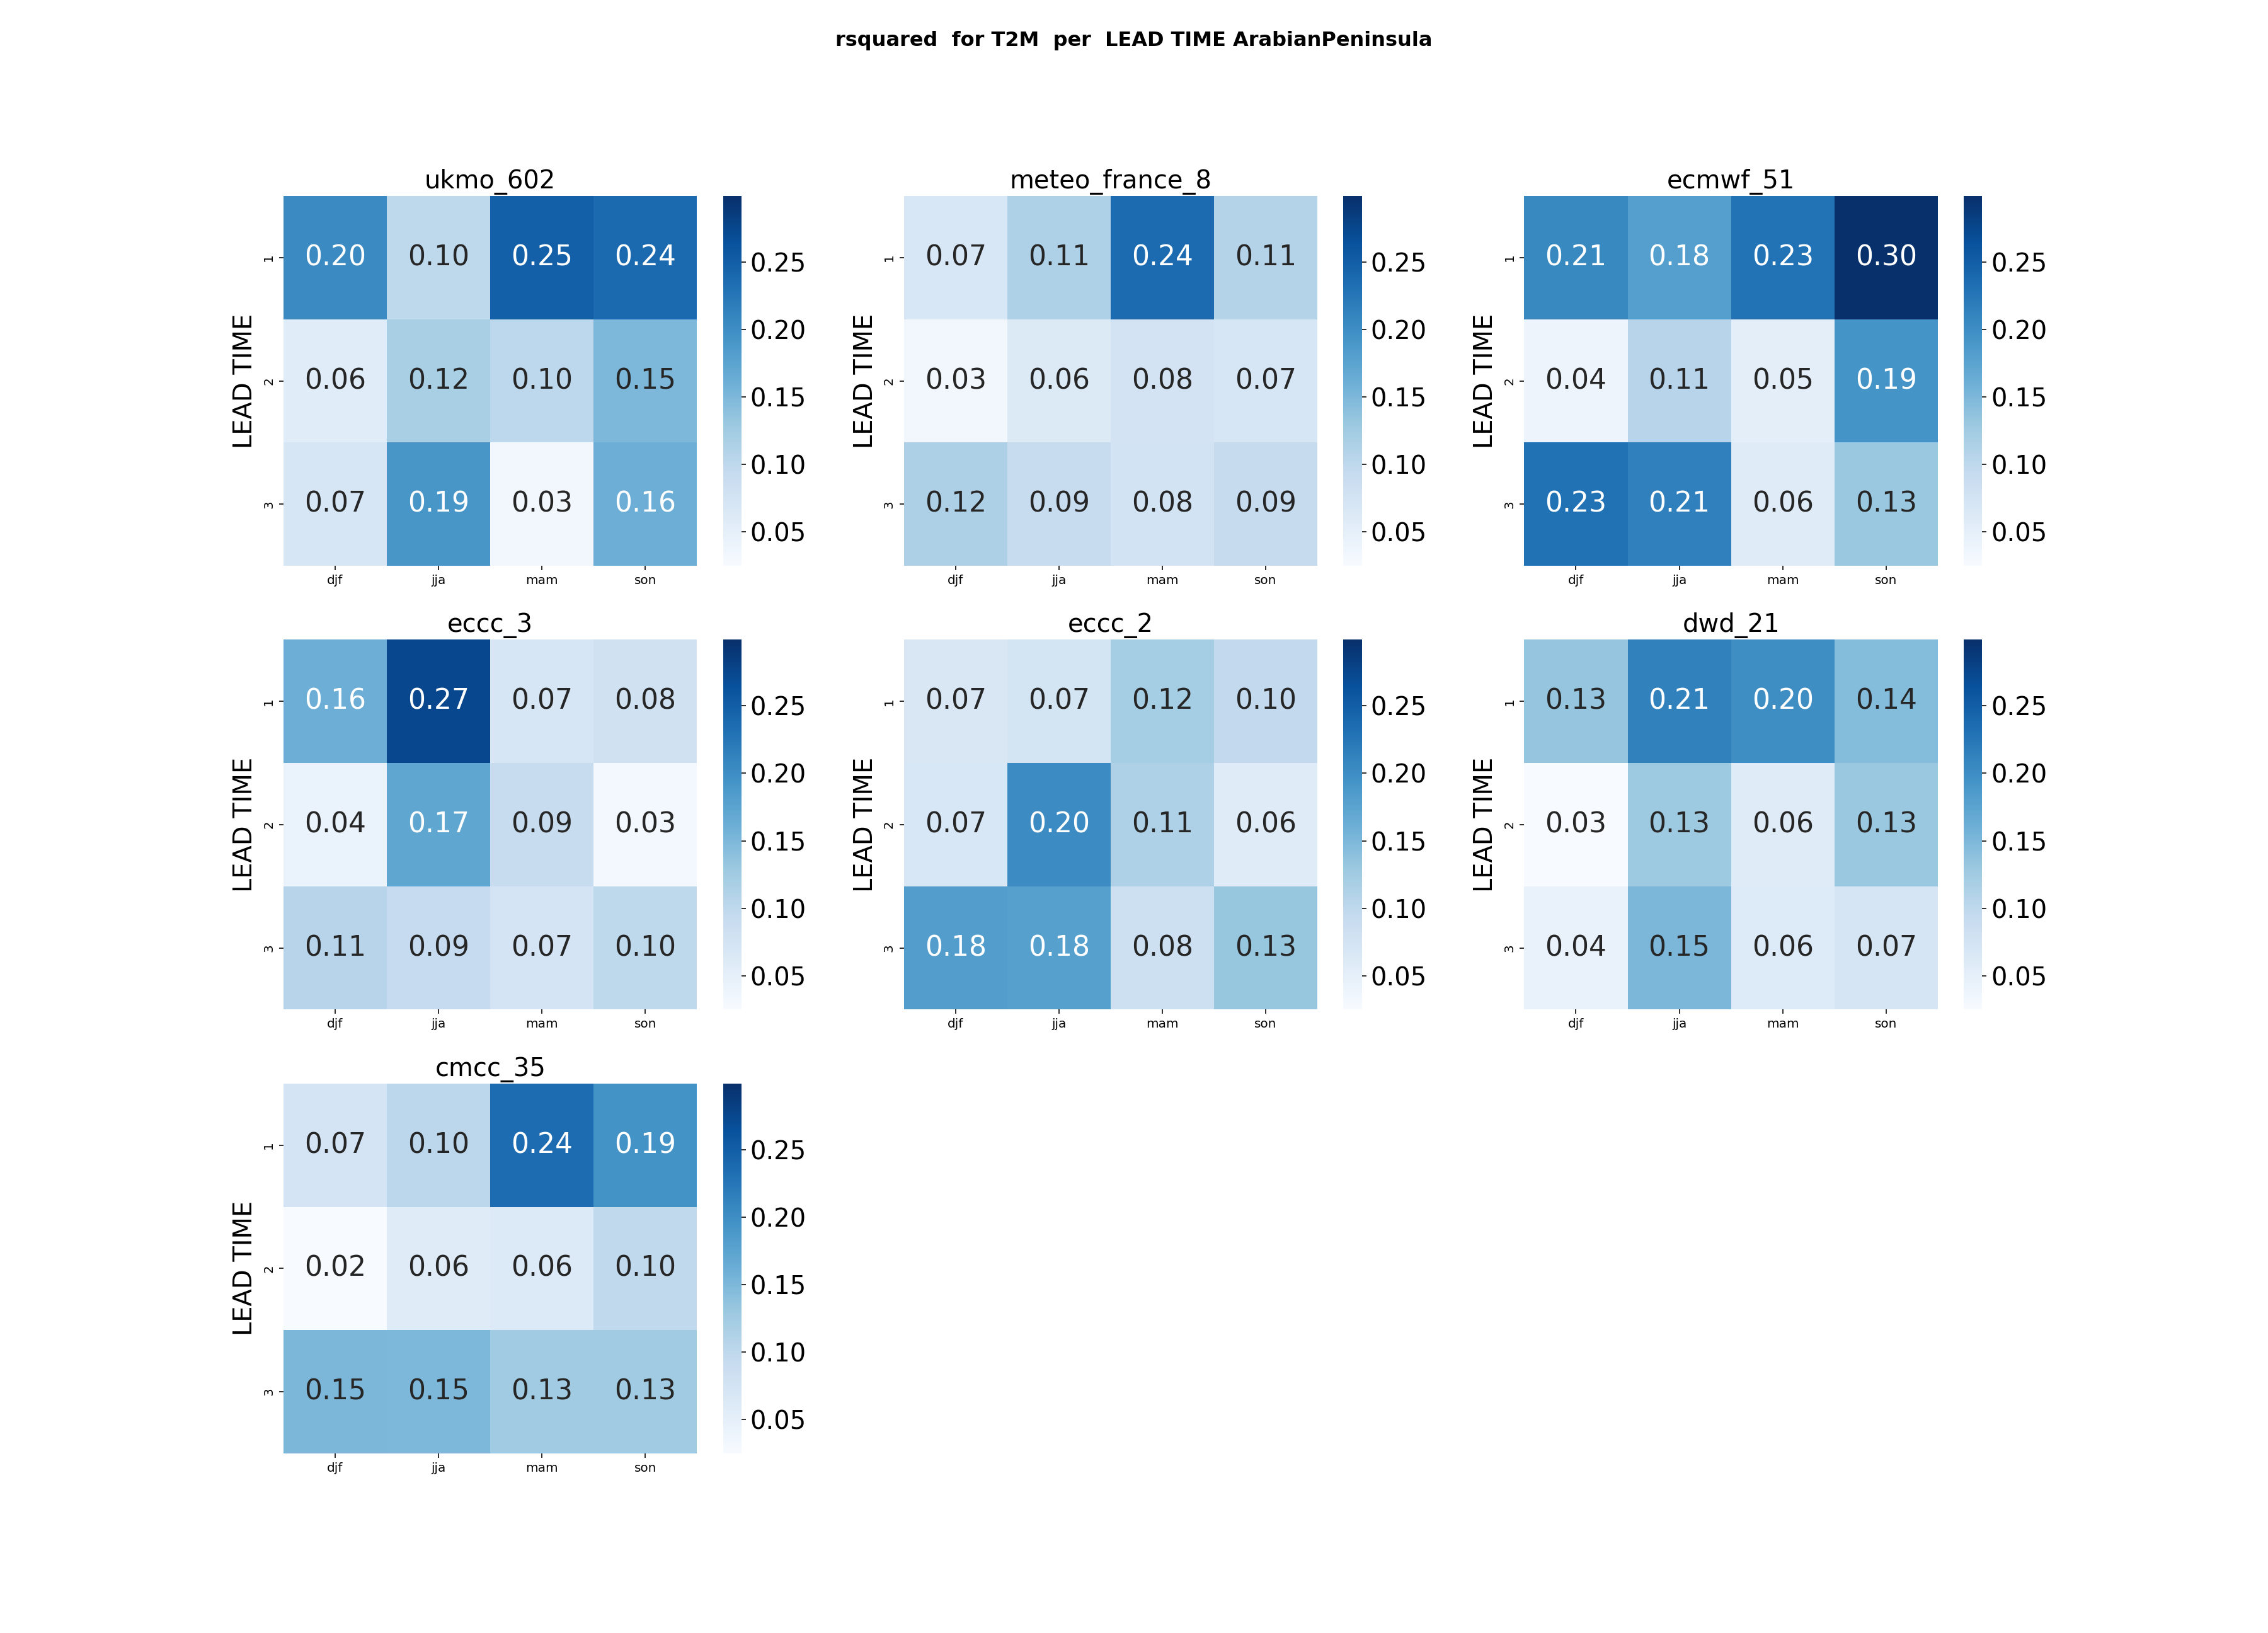 rsquared  for T2M  per  LEAD TIME ArabianPeninsula
ukmo_602
LEAD TIME
1 0.20 0.10 0.25 0.24
2 0.06 0.12 0.10 0.15
3 0.07 0.19 0.03 0.16
djf jja mam son
0.25
0.20
0.15
0.10
0.05
meteo_france_8
LEAD TIME
1 0.07 0.11 0.24 0.11
2 0.03 0.06 0.08 0.07
3 0.12 0.09 0.08 0.09
djf jja mam son
0.25
0.20
0.15
0.10
0.05
ecmwf_51
LEAD TIME
1 0.21 0.18 0.23 0.30
2 0.04 0.11 0.05 0.19
3 0.23 0.21 0.06 0.13
djf jja mam son
0.25
0.20
0.15
0.10
0.05
eccc_3
LEAD TIME
1 0.16 0.27 0.07 0.08
2 0.04 0.17 0.09 0.03
3 0.11 0.09 0.07 0.10
djf jja mam son
0.25
0.20
0.15
0.10
0.05
eccc_2
LEAD TIME
1 0.07 0.07 0.12 0.10
2 0.07 0.20 0.11 0.06
3 0.18 0.18 0.08 0.13
djf jja mam son
0.25
0.20
0.15
0.10
0.05
dwd_21
LEAD TIME
1 0.13 0.21 0.20 0.14
2 0.03 0.13 0.06 0.13
3 0.04 0.15 0.06 0.07
djf jja mam son
0.25
0.20
0.15
0.10
0.05
cmcc_35
LEAD TIME
1 0.07 0.10 0.24 0.19
2 0.02 0.06 0.06 0.10
3 0.15 0.15 0.13 0.13
djf jja mam son
0.25
0.20
0.15
0.10
0.05